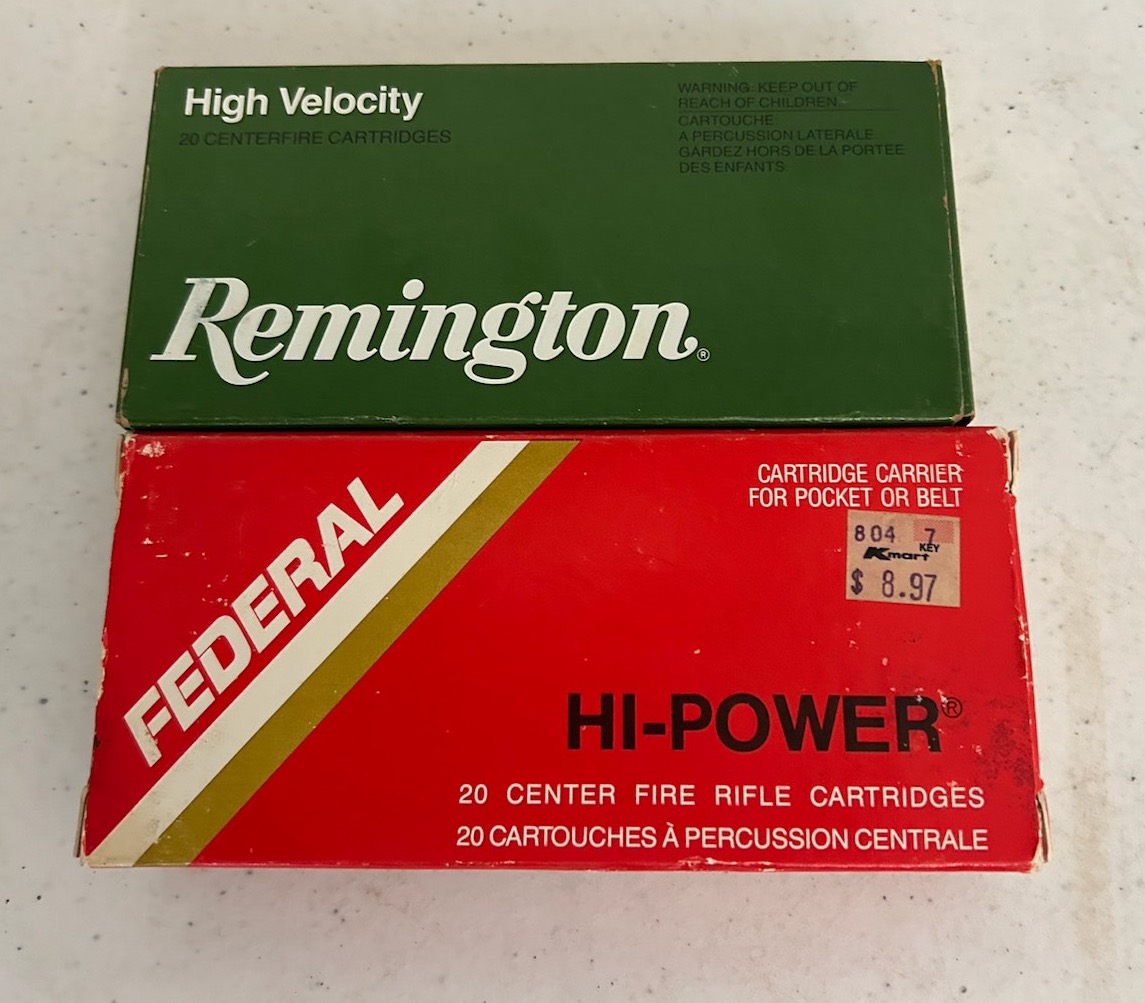 High Velocity
20 CENTERFIRE CARTRIDGES
WARNING: KEEP OUT OF
REACH OF CHILDREN
CARTOUCHE
A PERCUSSION LATERALE
GARDEZ HORS DE LA PORTEE
DES ENFANTS
Remington®
FEDERAL
CARTRIDGE CARRIER
FOR POCKET OR BELT
804 7
KEY
Kmart
$ 8.97
HI-POWER®
20 CENTER FIRE RIFLE CARTRIDGES
20 CARTOUCHES À PERCUSSION CENTRALE